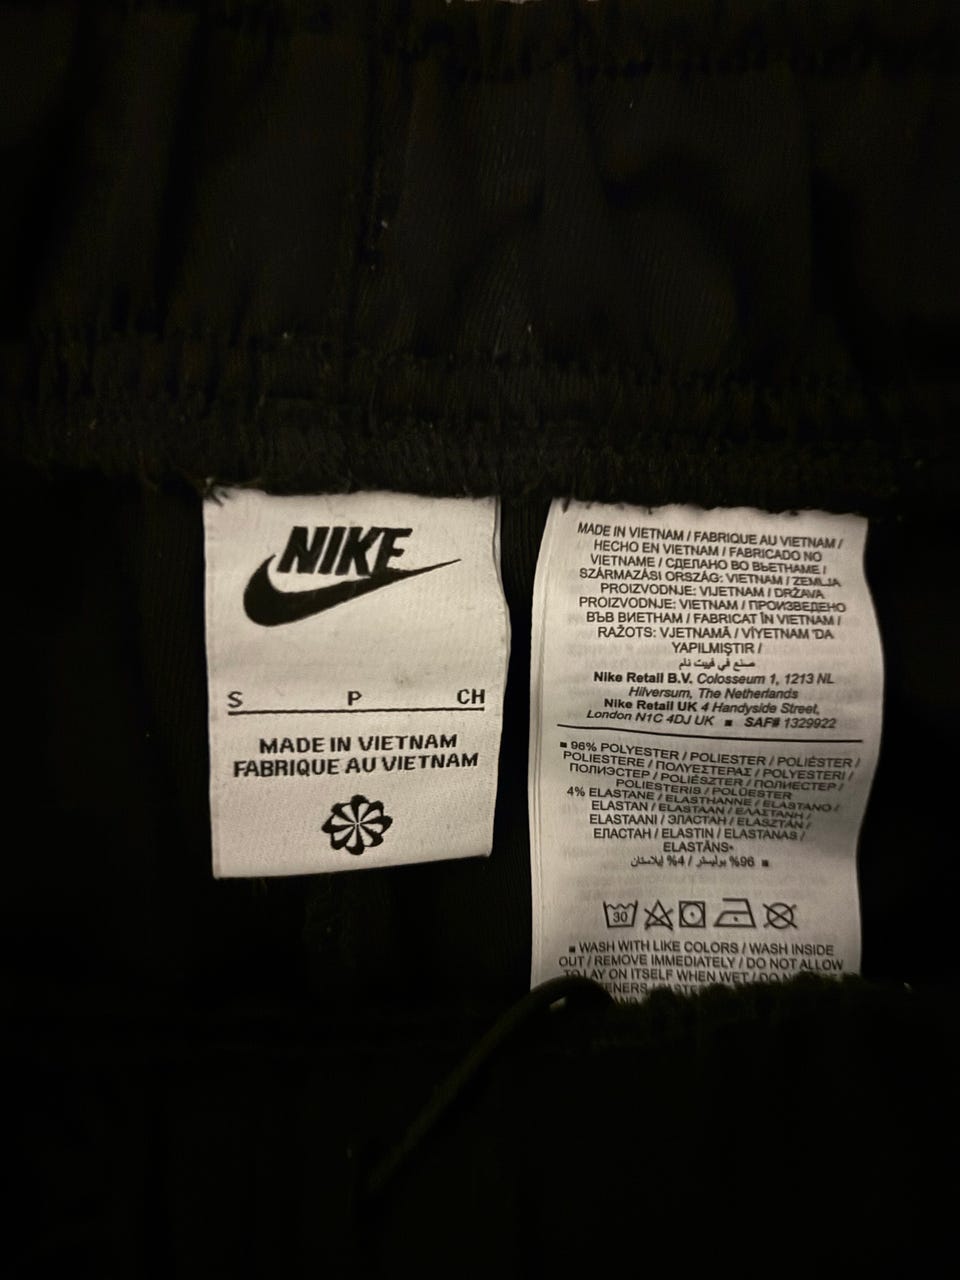 NIKE
S P CH
MADE IN VIETNAM
FABRIQUE AU VIETNAM
MADE IN VIETNAM / FABRIQUE AU VIETNAM /
HECHO EN VIETNAM / FABRICADO NO
VIETNAME / СДЕЛАНО ВО ВЬЕТНАМЕ /
SZÁRMAZÁSI ORSZÁG: VIETNAM / ZEMLJA
PROIZVODNJE: VIJETNAM / DRŽAVA
PROIZVODNJE: VIETNAM / ПРОИЗВЕДЕНО
ВЪВ ВИЕТНАМ / FABRICAT ÎN VIETNAM /
RAŽOTS: VJETNAMĀ / VİYETNAM'DA
YAPILMIŞTIR /
صنع في فييت نام
Nike Retail B.V. Colosseum 1, 1213 NL
Hilversum, The Netherlands
Nike Retail UK 4 Handyside Street,
London N1C 4DJ UK ■ SAF# 1329922
■ 96% POLYESTER / POLIESTER / POLIÉSTER /
POLIESTERE / ΠΟΛΥΕΣΤΕΡΑΣ / POLYESTERI /
ПОЛИЭСТЕР / POLIÉSZTER / ПОЛИЕСТЕР /
POLIESTERIS / POLÜESTER
4% ELASTANE / ELASTHANNE / ELASTANO /
ELASTAN / ELASTAAN / ΕΛΑΣΤΑΝΗ /
ELASTAANI / ЭЛАСТАН / ELASZTÁN /
ЕЛАСТАН / ELASTIN / ELASTANAS /
ELASTĀNS•
■ 96% بوليستر / 4% إيلاستان
30
■ WASH WITH LIKE COLORS / WASH INSIDE
OUT / REMOVE IMMEDIATELY / DO NOT ALLOW
TO LAY ON ITSELF WHEN WET / DO